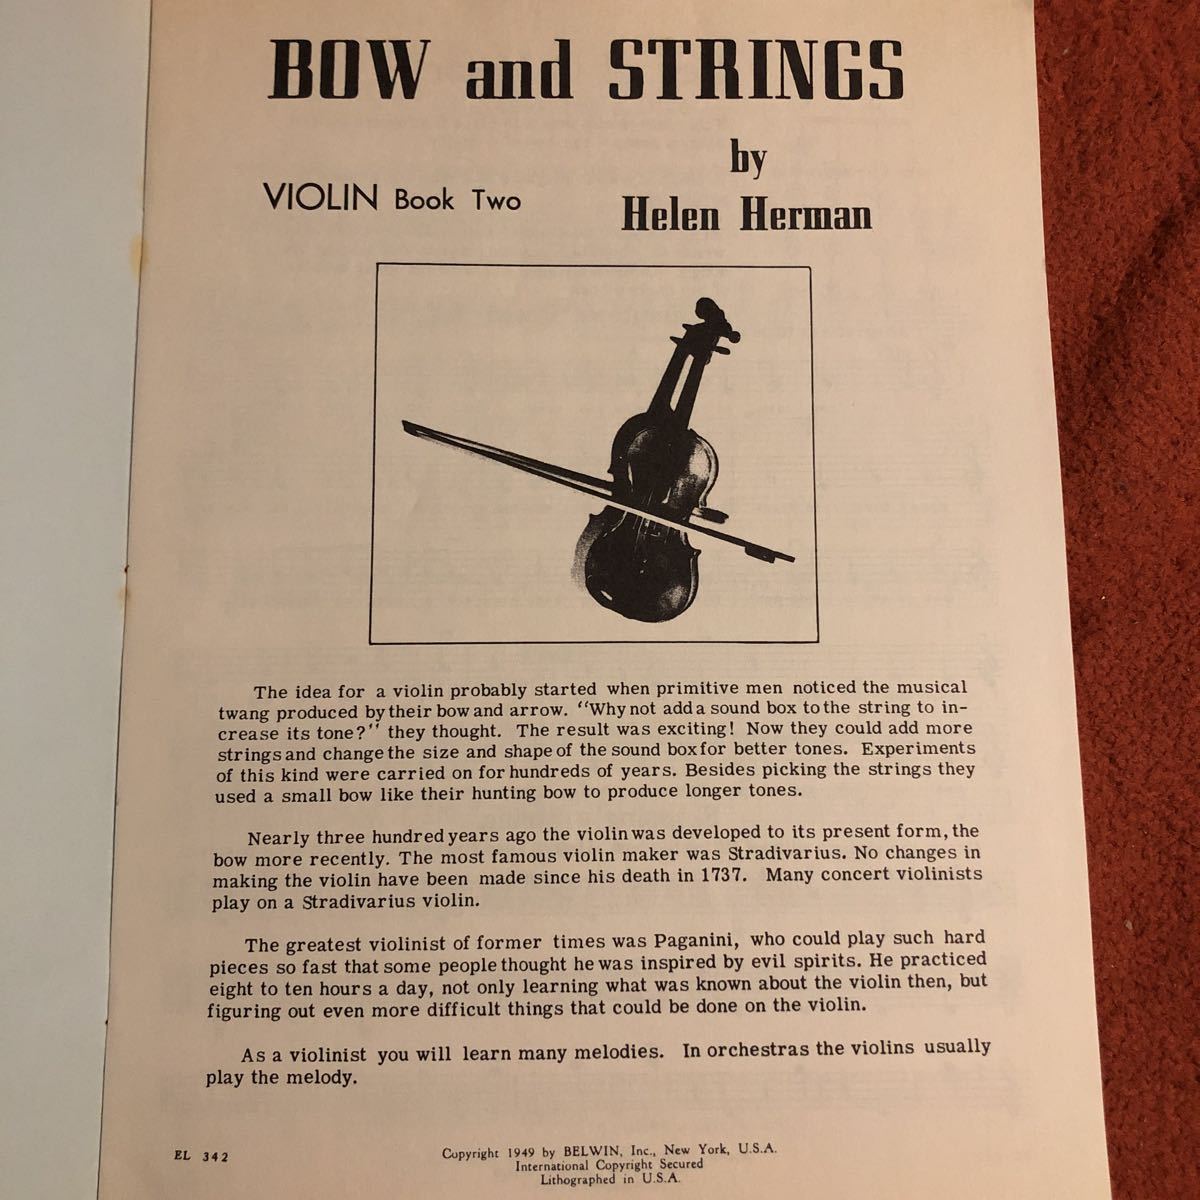 BOW and STRINGS
by
VIOLIN Book Two
Helen Herman
The idea for a violin probably started when primitive men noticed the musical
twang produced by their bow and arrow. "Why not add a sound box to the string to in-
crease its tone?" they thought. The result was exciting! Now they could add more
strings and change the size and shape of the sound box for better tones. Experiments
of this kind were carried on for hundreds of years. Besides picking the strings they
used a small bow like their hunting bow to produce longer tones.
Nearly three hundred years ago the violin was developed to its present form, the
bow more recently. The most famous violin maker was Stradivarius. No changes in
making the violin have been made since his death in 1737. Many concert violinists
play on a Stradivarius violin.
The greatest violinist of former times was Paganini, who could play such hard
pieces so fast that some people thought he was inspired by evil spirits. He practiced
eight to ten hours a day, not only learning what was known about the violin then, but
figuring out even more difficult things that could be done on the violin.
As a violinist you will learn many melodies. In orchestras the violins usually
play the melody.
EL 342
Copyright 1949 by BELWIN, Inc., New York, U.S.A.
International Copyright Secured
Lithographed in U.S.A.